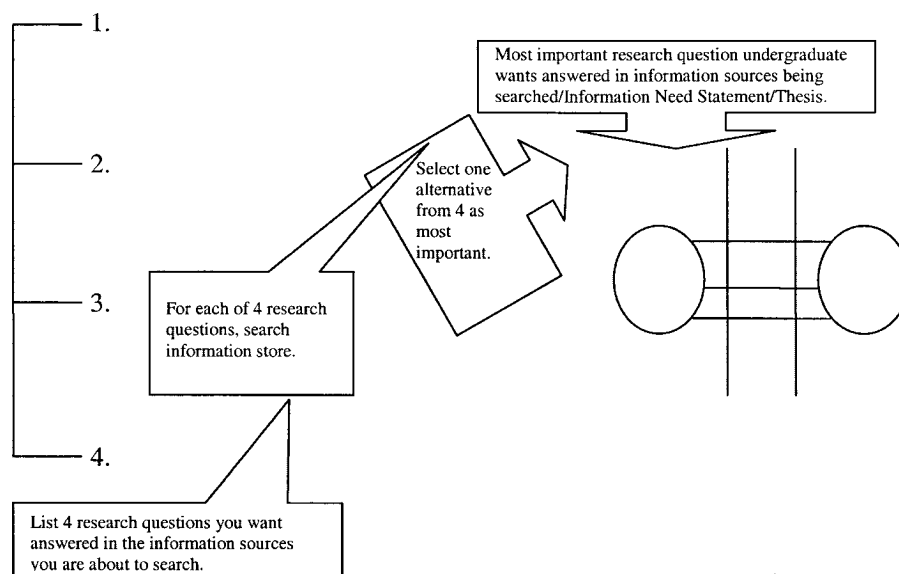 1.
Most important research question undergraduate
wants answered in information sources being
searched/Information Need Statement/Thesis.
2.
Select one
alternative
from 4 as
most
important.
3.
For each of 4 research
questions, search
information store.
4.
List 4 research questions you want
answered in the information sources
you are about to search.